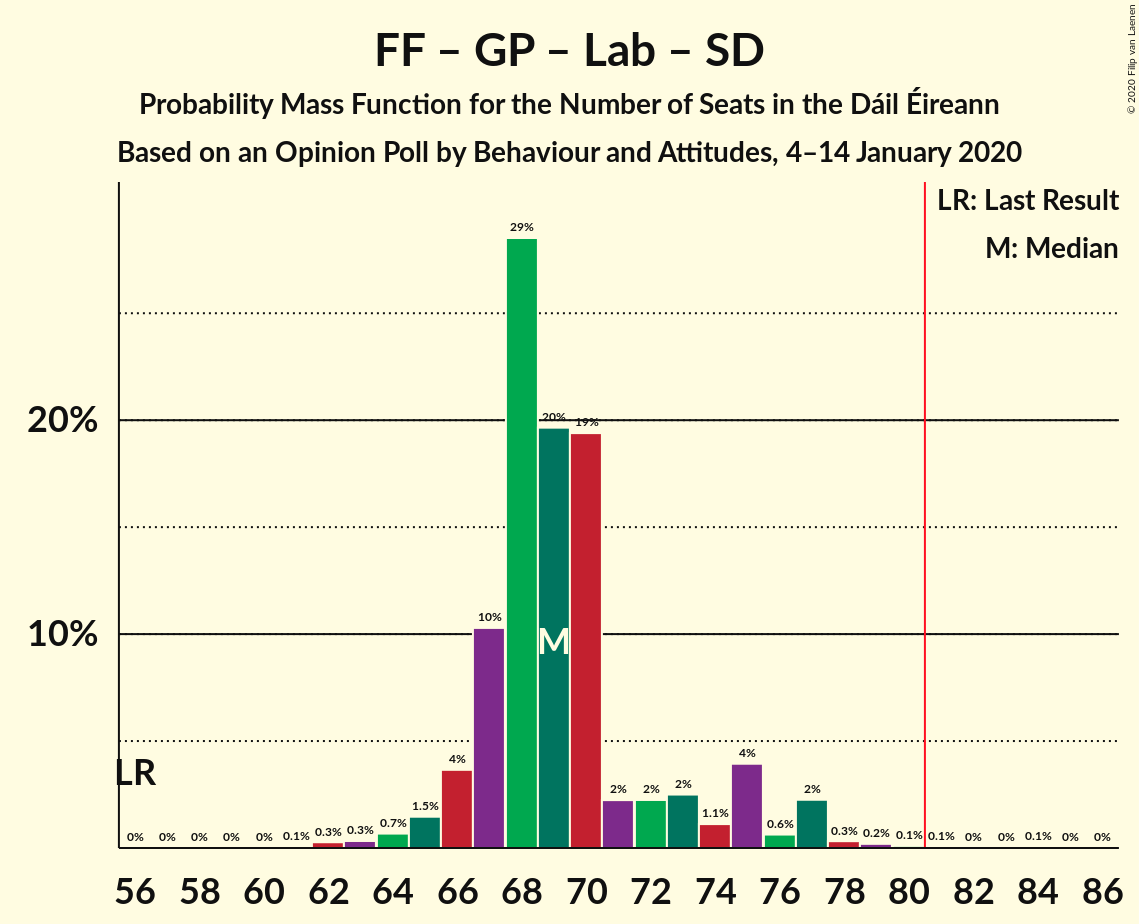 FF – GP – Lab – SD
Probability Mass Function for the Number of Seats in the Dáil Éireann
Based on an Opinion Poll by Behaviour and Attitudes, 4–14 January 2020
© 2020 Filip van Laenen
LR: Last Result
M: Median
29%
20%
20% 19%
10%
10%
M
LR
4%
4%
2% 2% 2%
1.5%
1.1%
2%
0% 0% 0% 0% 0% 0.1% 0.3% 0.3% 0.7% 0.6% 0.3% 0.2% 0.1% 0.1% 0% 0% 0.1% 0% 0%
56 58 60 62 64 66 68 70 72 74 76 78 80 82 84 86